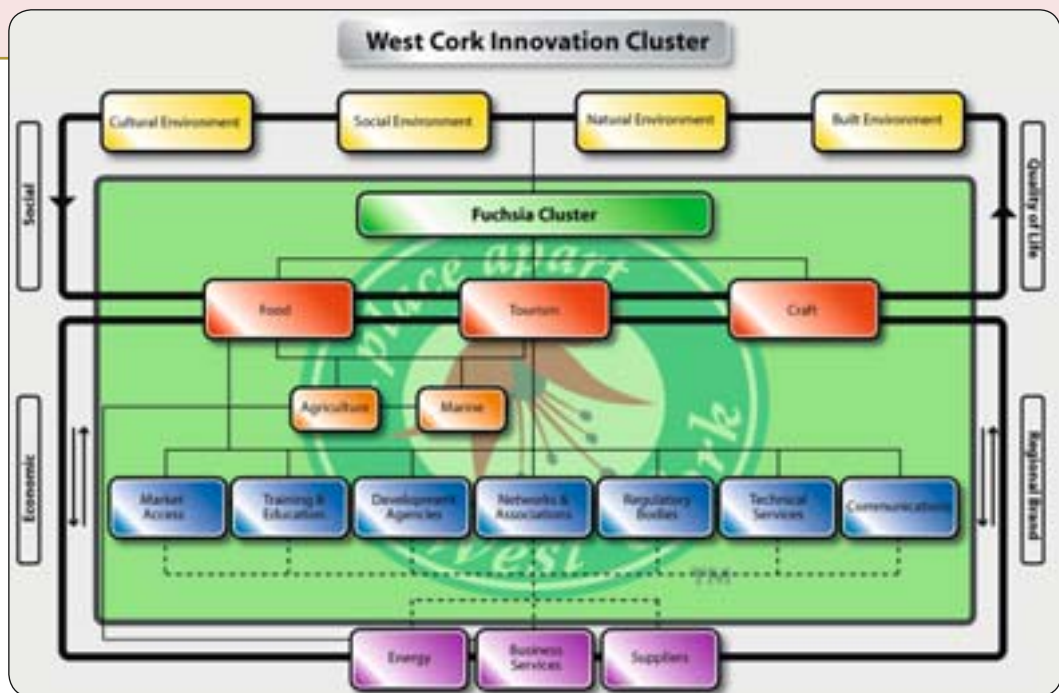 West Cork Innovation Cluster
Cultural Environment
Social Environment
Natural Environment
Built Environment
Social
Quality of Life
Fuchsia Cluster
place apart
Food
Tourism
Craft
Agriculture
Marine
Economic
Regional Brand
Market
Access
Training &
Education
Development
Agencies
Networks &
Associations
Regulatory
Bodies
Technical
Services
Communications
West
TM
Energy
Business
Services
Suppliers